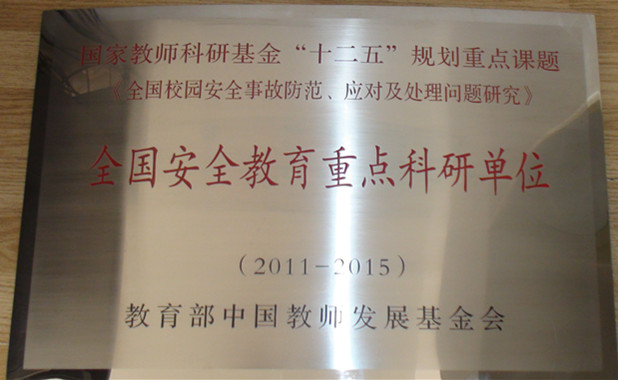 国家教师科研基金“十二五”规划重点课题
《全国校园安全事故防范、应对及处理问题研究》
全国安全教育重点科研单位
(2011-2015)
教育部中国教师发展基金会